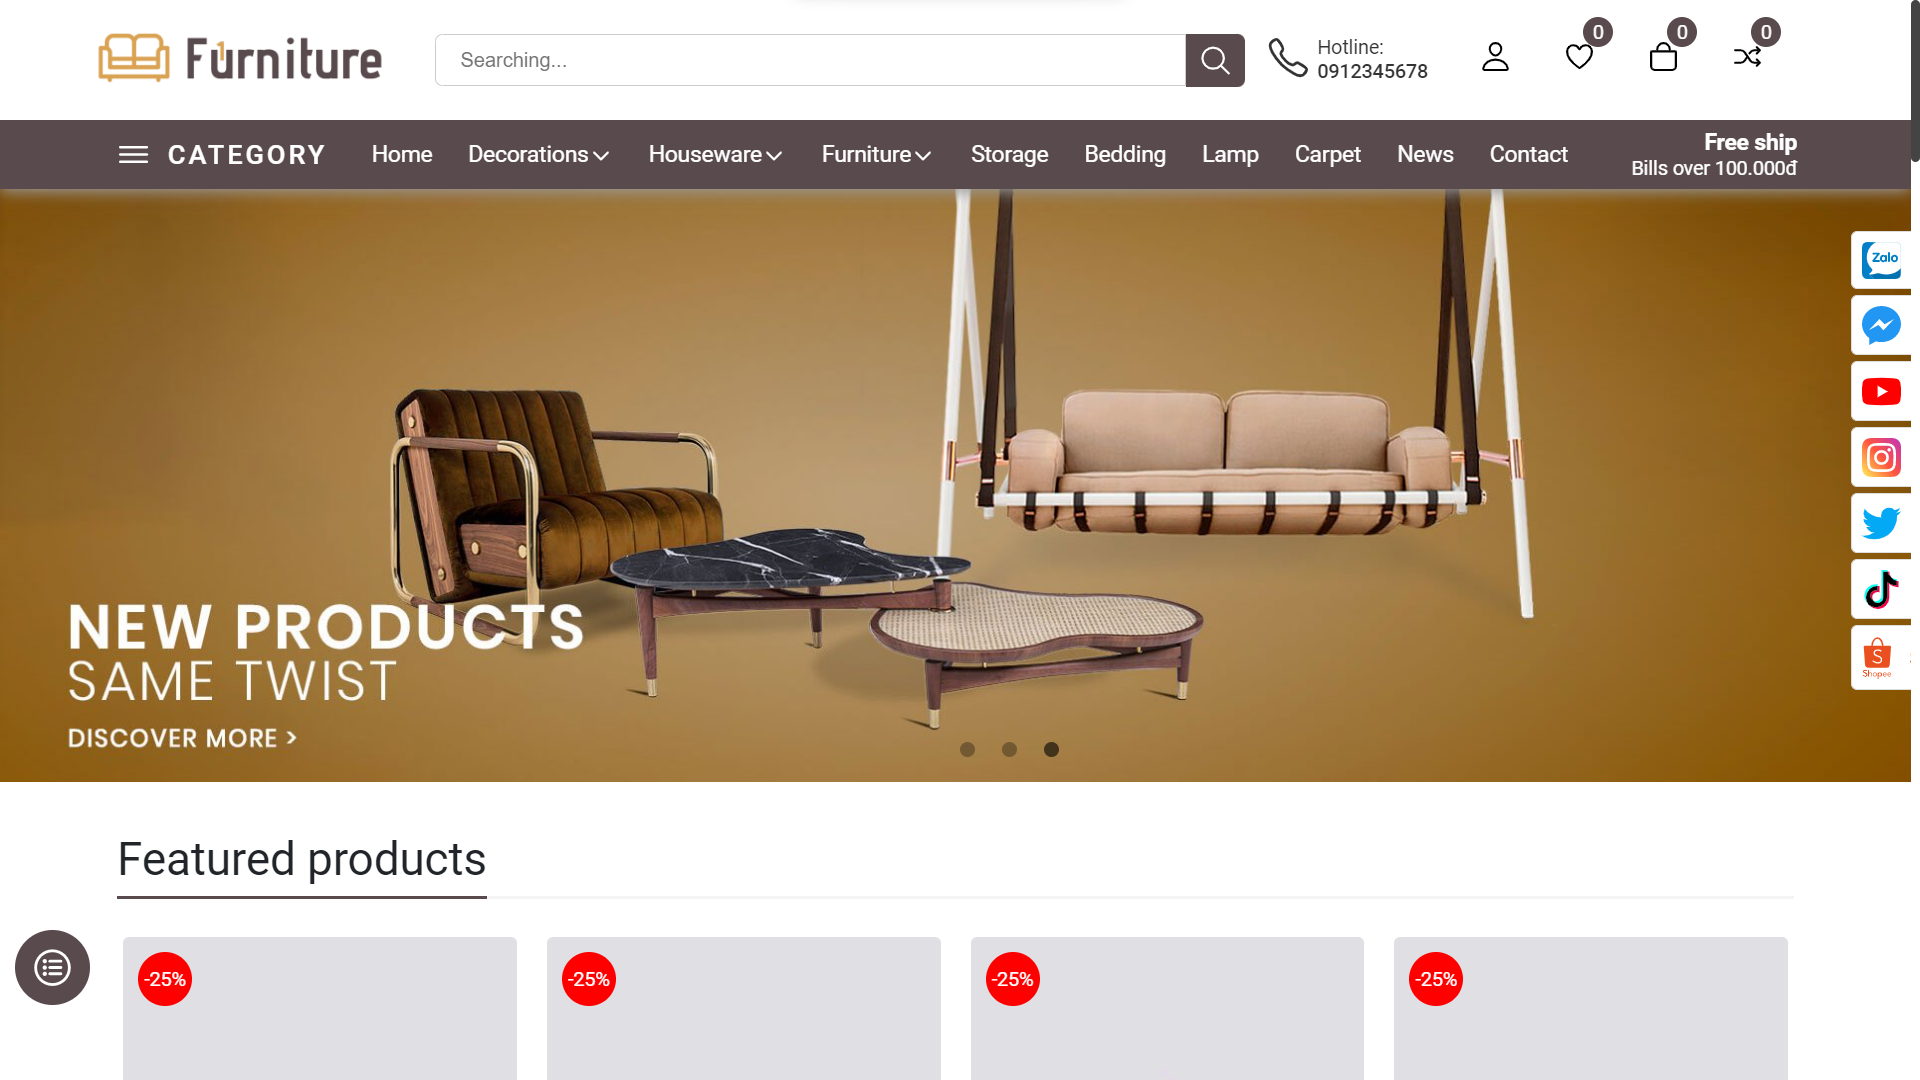 Furniture
Searching...
Hotline:
0912345678
0
0
0
CATEGORY
Home
Decorations
Houseware
Furniture
Storage
Bedding
Lamp
Carpet
News
Contact
Free ship
Bills over 100.000đ
Zalo
NEW PRODUCTS
SAME TWIST
DISCOVER MORE >
Shopee
Featured products
-25%
-25%
-25%
-25%